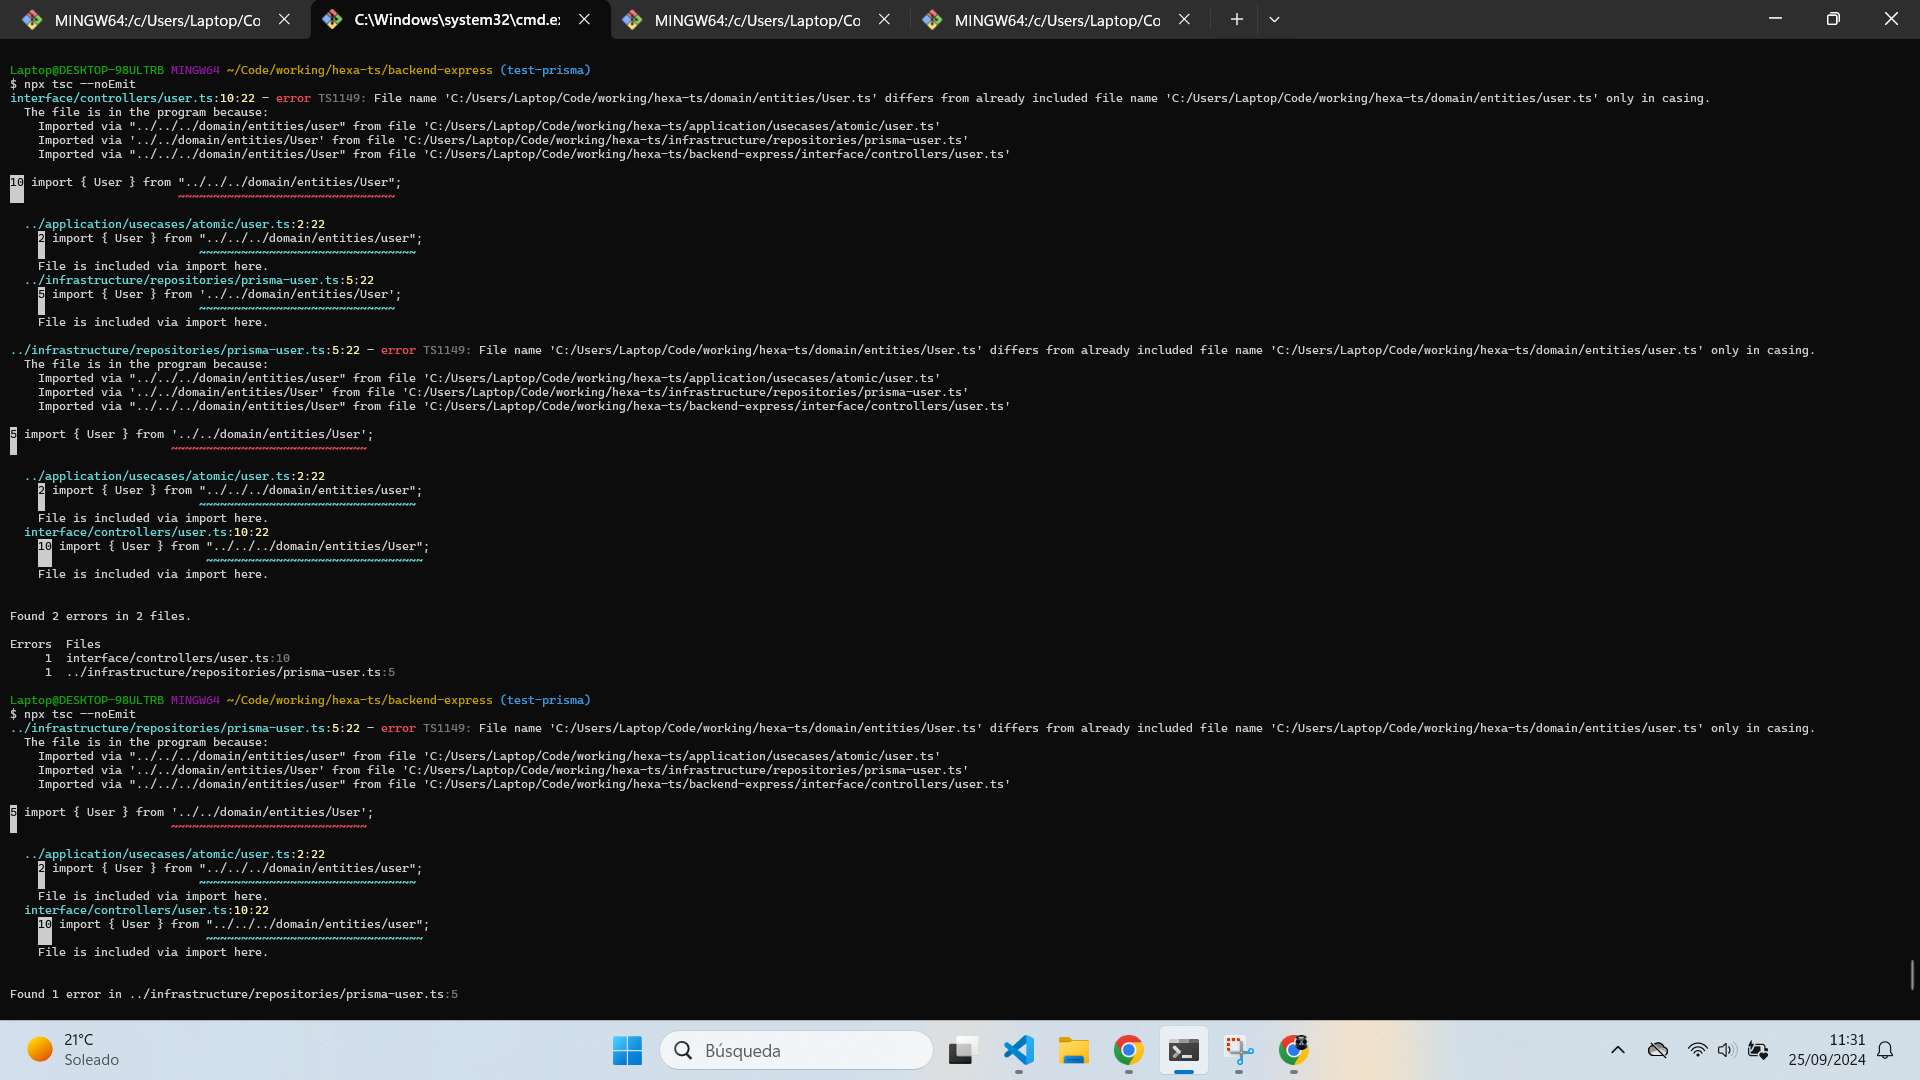 MINGW64:/c/Users/Laptop/Co
C:\Windows\system32\cmd.e
MINGW64:/c/Users/Laptop/Co
MINGW64:/c/Users/Laptop/Co
Laptop@DESKTOP-98ULTRB MINGW64 ~/Code/working/hexa-ts/backend-express (test-prisma)
$ npx tsc --noEmit
interface/controllers/user.ts:10:22 - error TS1149: File name 'C:/Users/Laptop/Code/working/hexa-ts/domain/entities/User.ts' differs from already included file name 'C:/Users/Laptop/Code/working/hexa-ts/domain/entities/user.ts' only in casing.
The file is in the program because:
Imported via "../../../domain/entities/user" from file 'C:/Users/Laptop/Code/working/hexa-ts/application/usecases/atomic/user.ts'
Imported via '../../domain/entities/User' from file 'C:/Users/Laptop/Code/working/hexa-ts/infrastructure/repositories/prisma-user.ts'
Imported via "../../../domain/entities/User" from file 'C:/Users/Laptop/Code/working/hexa-ts/backend-express/interface/controllers/user.ts'
10 import { User } from "../../../domain/entities/User";
~~~~~~~~~~~~~~~~~~~~~~~~~~~~~~~
../application/usecases/atomic/user.ts:2:22
2 import { User } from "../../../domain/entities/user";
~~~~~~~~~~~~~~~~~~~~~~~~~~~~~~~
File is included via import here.
../infrastructure/repositories/prisma-user.ts:5:22
5 import { User } from '../../domain/entities/User';
~~~~~~~~~~~~~~~~~~~~~~~~~~~~
File is included via import here.
../infrastructure/repositories/prisma-user.ts:5:22 - error TS1149: File name 'C:/Users/Laptop/Code/working/hexa-ts/domain/entities/User.ts' differs from already included file name 'C:/Users/Laptop/Code/working/hexa-ts/domain/entities/user.ts' only in casing.
The file is in the program because:
Imported via "../../../domain/entities/user" from file 'C:/Users/Laptop/Code/working/hexa-ts/application/usecases/atomic/user.ts'
Imported via '../../domain/entities/User' from file 'C:/Users/Laptop/Code/working/hexa-ts/infrastructure/repositories/prisma-user.ts'
Imported via "../../../domain/entities/User" from file 'C:/Users/Laptop/Code/working/hexa-ts/backend-express/interface/controllers/user.ts'
5 import { User } from '../../domain/entities/User';
~~~~~~~~~~~~~~~~~~~~~~~~~~~~
../application/usecases/atomic/user.ts:2:22
2 import { User } from "../../../domain/entities/user";
~~~~~~~~~~~~~~~~~~~~~~~~~~~~~~~
File is included via import here.
interface/controllers/user.ts:10:22
10 import { User } from "../../../domain/entities/User";
~~~~~~~~~~~~~~~~~~~~~~~~~~~~~~~
File is included via import here.
Found 2 errors in 2 files.
Errors  Files
1  interface/controllers/user.ts:10
1  ../infrastructure/repositories/prisma-user.ts:5
Laptop@DESKTOP-98ULTRB MINGW64 ~/Code/working/hexa-ts/backend-express (test-prisma)
$ npx tsc --noEmit
../infrastructure/repositories/prisma-user.ts:5:22 - error TS1149: File name 'C:/Users/Laptop/Code/working/hexa-ts/domain/entities/User.ts' differs from already included file name 'C:/Users/Laptop/Code/working/hexa-ts/domain/entities/user.ts' only in casing.
The file is in the program because:
Imported via "../../../domain/entities/user" from file 'C:/Users/Laptop/Code/working/hexa-ts/application/usecases/atomic/user.ts'
Imported via '../../domain/entities/User' from file 'C:/Users/Laptop/Code/working/hexa-ts/infrastructure/repositories/prisma-user.ts'
Imported via "../../../domain/entities/user" from file 'C:/Users/Laptop/Code/working/hexa-ts/backend-express/interface/controllers/user.ts'
5 import { User } from '../../domain/entities/User';
~~~~~~~~~~~~~~~~~~~~~~~~~~~~
../application/usecases/atomic/user.ts:2:22
2 import { User } from "../../../domain/entities/user";
~~~~~~~~~~~~~~~~~~~~~~~~~~~~~~~
File is included via import here.
interface/controllers/user.ts:10:22
10 import { User } from "../../../domain/entities/user";
~~~~~~~~~~~~~~~~~~~~~~~~~~~~~~~
File is included via import here.
Found 1 error in ../infrastructure/repositories/prisma-user.ts:5
21°C
Soleado
Búsqueda
11:31
25/09/2024